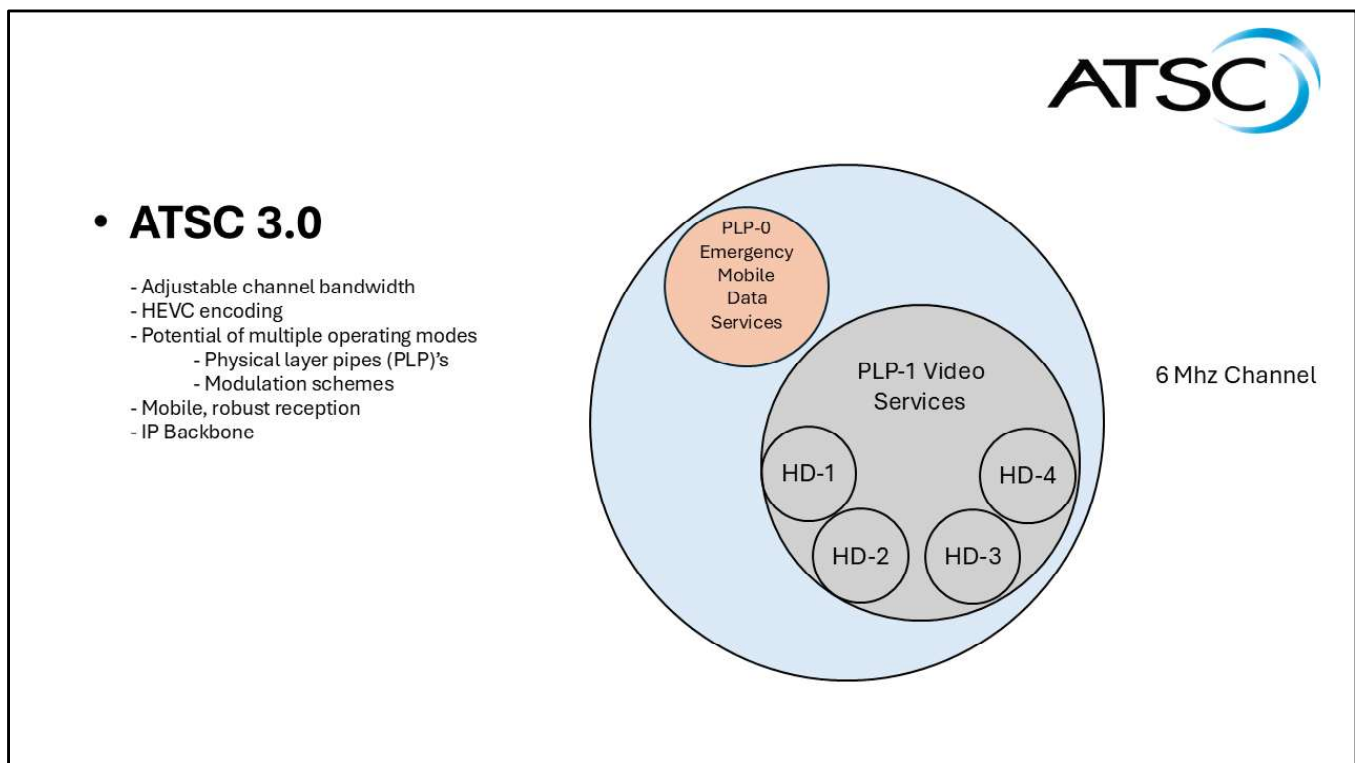 ATSC
• ATSC 3.0
- Adjustable channel bandwidth
- HEVC encoding
- Potential of multiple operating modes
- Physical layer pipes (PLP)’s
- Modulation schemes
- Mobile, robust reception
- IP Backbone
PLP-0
Emergency
Mobile
Data
Services
PLP-1 Video
Services
HD-1
HD-2
HD-3
HD-4
6 Mhz Channel